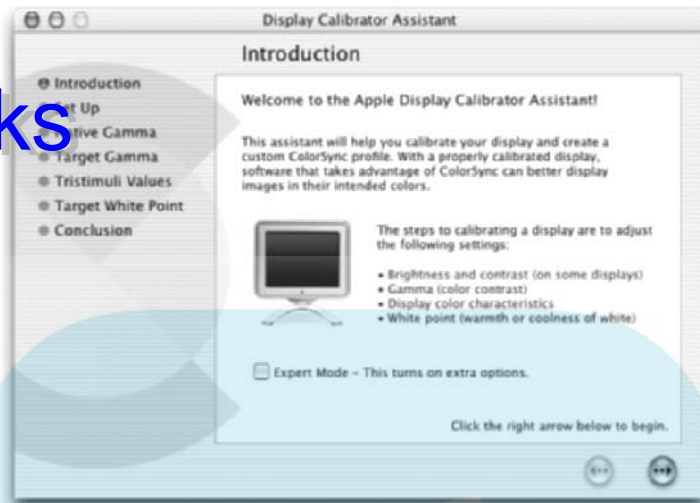 Display Calibrator Assistant
Introduction
Introduction
Set Up
Native Gamma
Target Gamma
Tristimuli Values
Target White Point
Conclusion
ks
Welcome to the Apple Display Calibrator Assistant!
This assistant will help you calibrate your display and create a
custom ColorSync profile. With a properly calibrated display,
software that takes advantage of ColorSync can better display
images in their intended colors.
The steps to calibrating a display are to adjust
the following settings:
• Brightness and contrast (on some displays)
• Gamma (color contrast)
• Display color characteristics
• White point (warmth or coolness of white)
Expert Mode – This turns on extra options.
Click the right arrow below to begin.